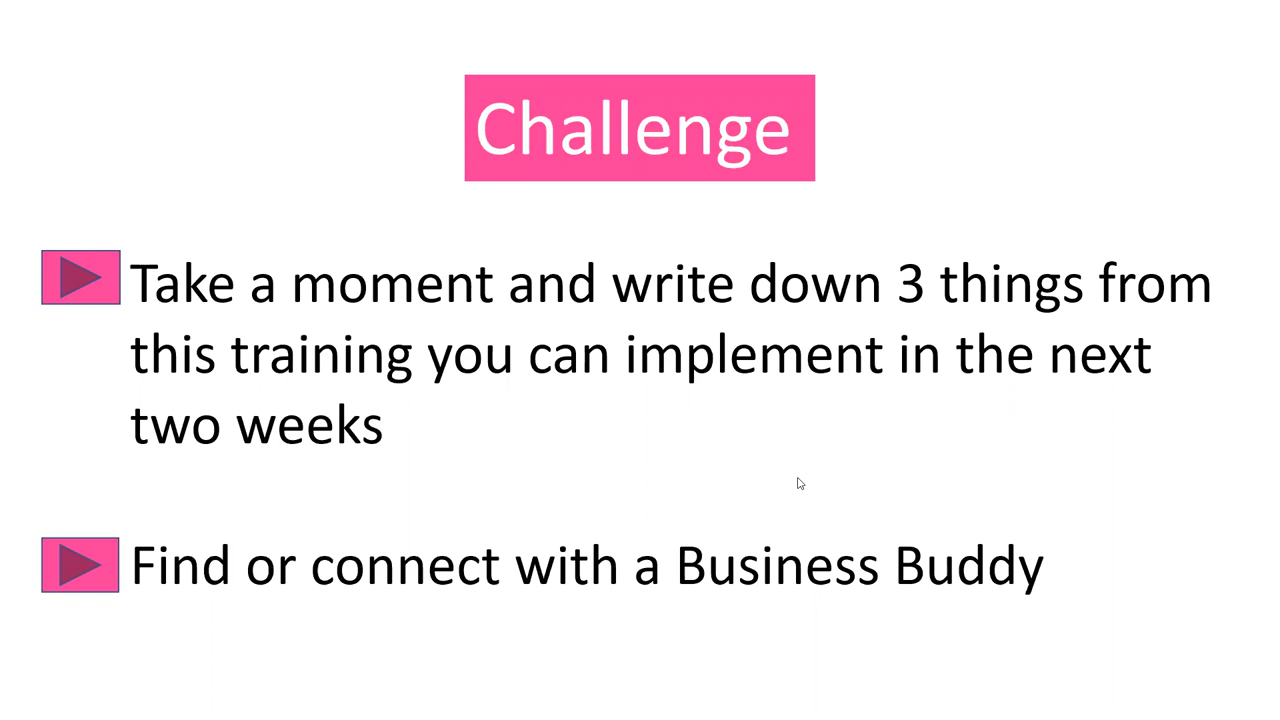 Challenge
Take a moment and write down 3 things from
this training you can implement in the next
two weeks
Find or connect with a Business Buddy